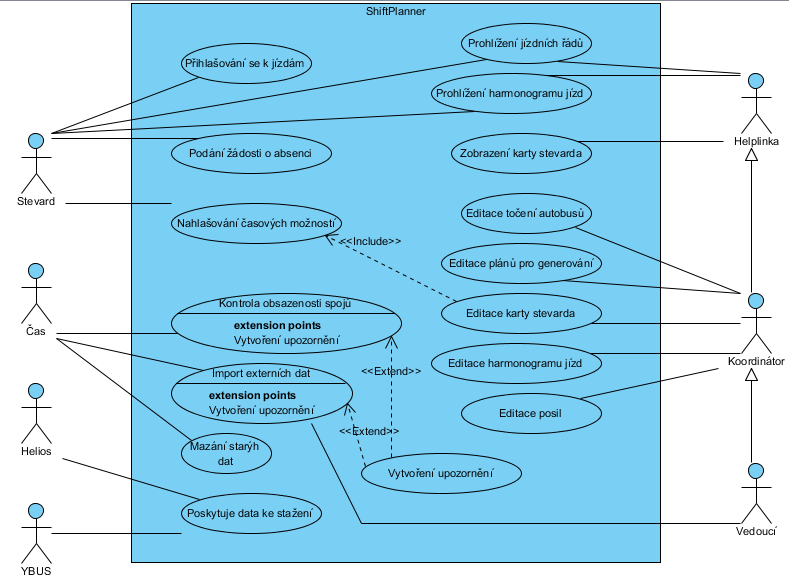 ShiftPlanner
Prohlížení jízdních řádů
Přihlašování se k jízdám
Prohlížení harmonogramu jízd
Helplinka
Podání žádosti o absenci
Zobrazení karty stevarda
Stevard
Nahlašování časových možností
Editace točení autobusů
<<Include>>
Editace plánů pro generování
Čas
Kontrola obsazenosti spojů
extension points
Vytvoření upozornění
Editace karty stevarda
Koordinátor
Editace harmonogramu jízd
<<Extend>>
Import externích dat
extension points
Vytvoření upozornění
Editace posil
<<Extend>>
Helios
Mazání starýh
dat
Vytvoření upozornění
Poskytuje data ke stažení
Vedoucí
YBUS